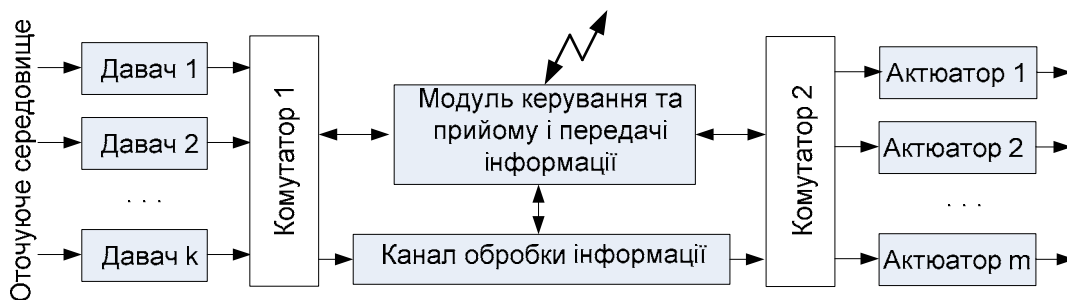 Оточуюче середовище
Давач 1
Давач 2
. . .
Давач k
Комутатор 1
Модуль керування та
прийому і передачі
інформації
Канал обробки інформації
Комутатор 2
Актюатор 1
Актюатор 2
. . .
Актюатор m